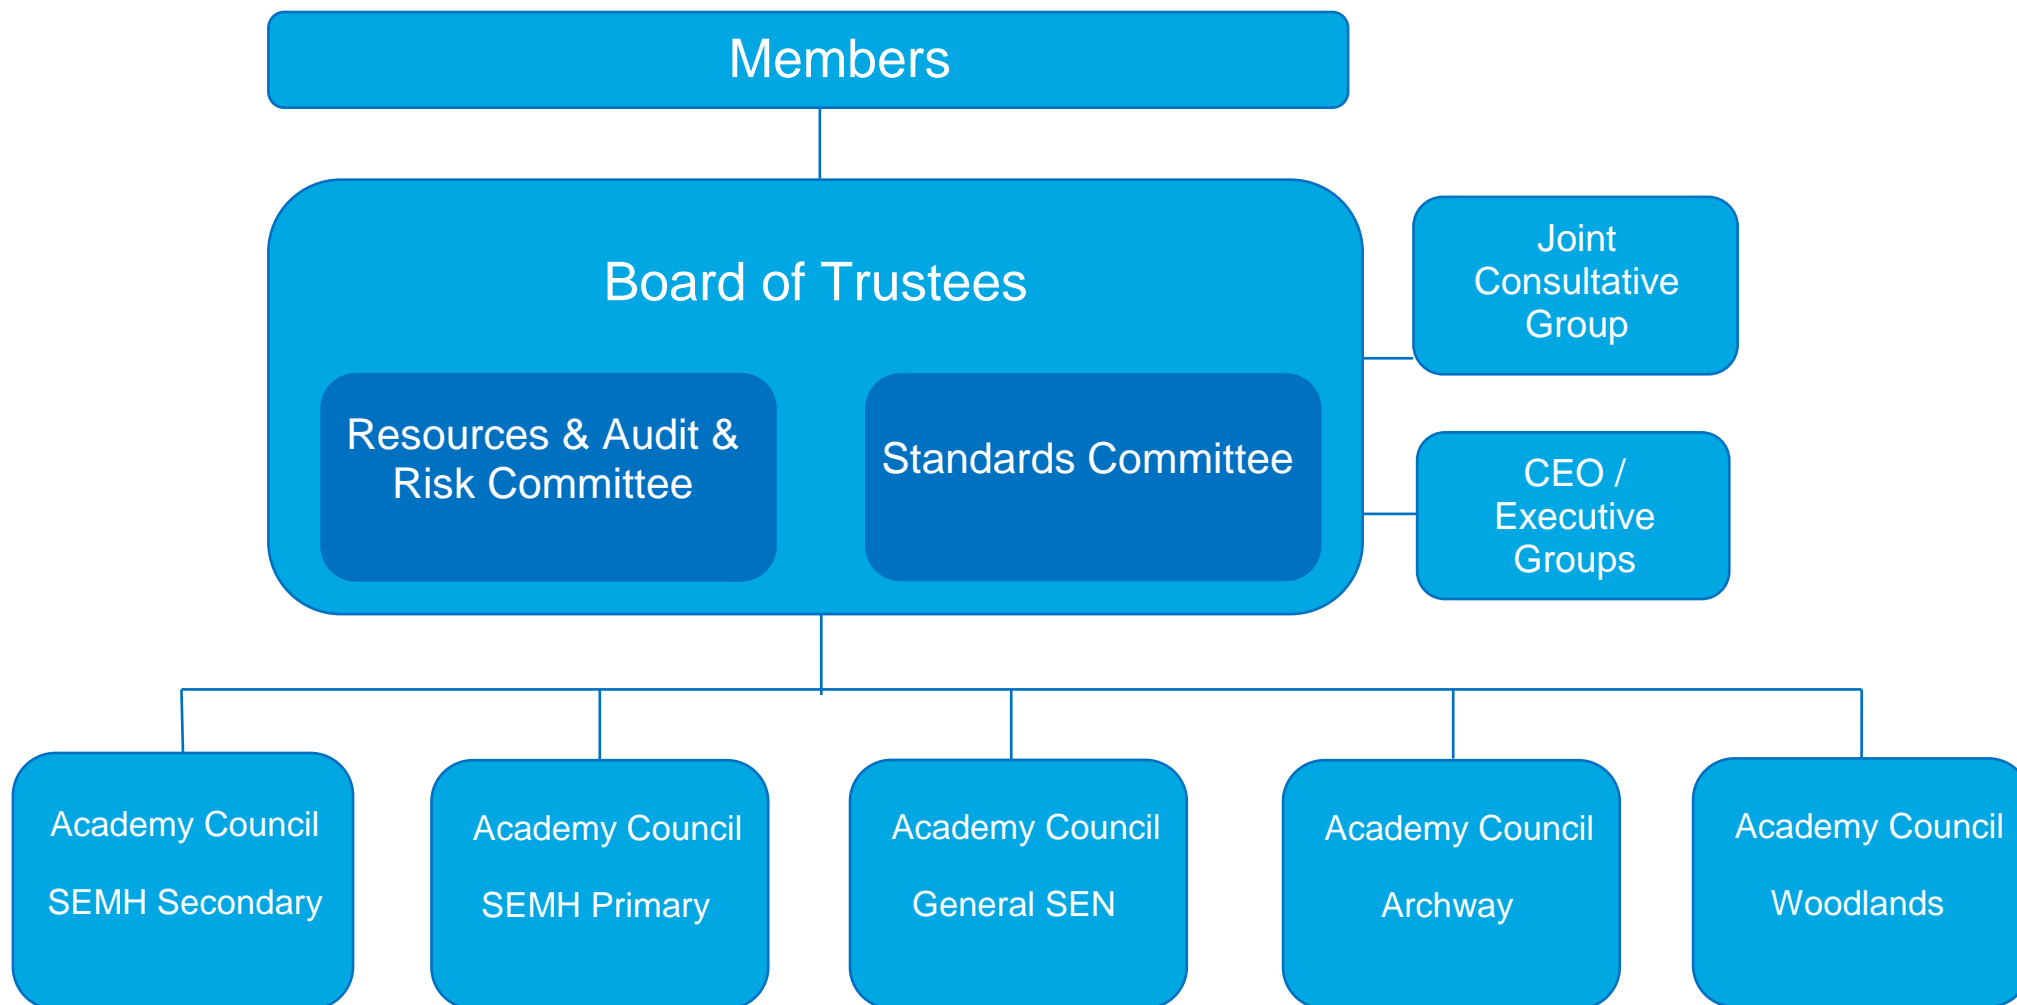 Members
Board of Trustees
Joint
Consultative
Group
Resources & Audit &
Risk Committee
Standards Committee
CEO /
Executive
Groups
Academy Council
SEMH Secondary
Academy Council
SEMH Primary
Academy Council
General SEN
Academy Council
Archway
Academy Council
Woodlands